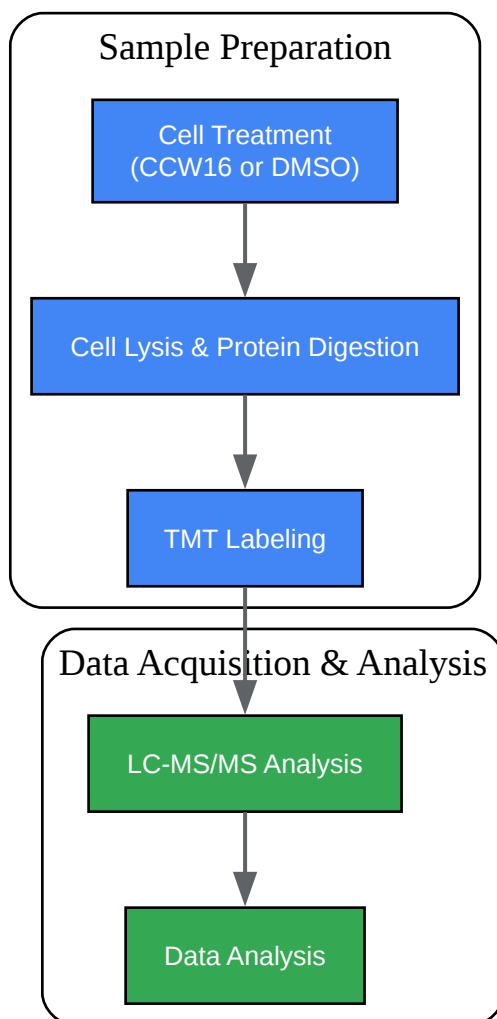 Sample Preparation
Cell Treatment
(CCW16 or DMSO)
Cell Lysis & Protein Digestion
TMT Labeling
Data Acquisition & Analysis
LC-MS/MS Analysis
Data Analysis